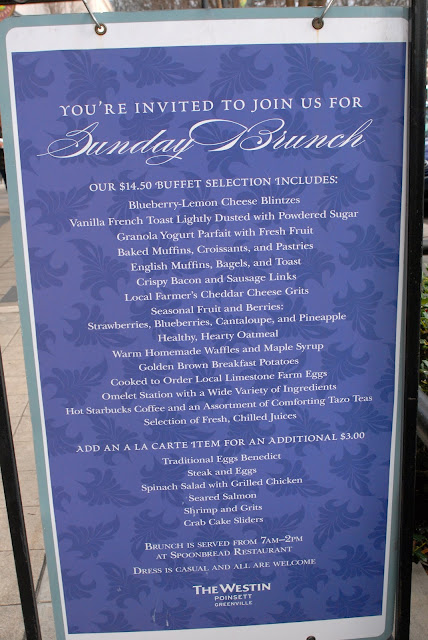 YOU'RE INVITED TO JOIN US FOR
Sunday Brunch
OUR $14.50 BUFFET SELECTION INCLUDES:
Blueberry-Lemon Cheese Blintzes
Vanilla French Toast Lightly Dusted with Powdered Sugar
Granola Yogurt Parfait with Fresh Fruit
Baked Muffins, Croissants, and Pastries
English Muffins, Bagels, and Toast
Crispy Bacon and Sausage Links
Local Farmer's Cheddar Cheese Grits
Seasonal Fruit and Berries:
Strawberries, Blueberries, Cantaloupe, and Pineapple
Healthy, Hearty Oatmeal
Warm Homemade Waffles and Maple Syrup
Golden Brown Breakfast Potatoes
Cooked to Order Local Limestone Farm Eggs
Omelet Station with a Wide Variety of Ingredients
Hot Starbucks Coffee and an Assortment of Comforting Tazo Teas
Selection of Fresh, Chilled Juices
ADD AN A LA CARTE ITEM FOR AN ADDITIONAL $3.00
Traditional Eggs Benedict
Steak and Eggs
Spinach Salad with Grilled Chicken
Seared Salmon
Shrimp and Grits
Crab Cake Sliders
BRUNCH IS SERVED FROM 7AM–2PM
AT SPOONBREAD RESTAURANT
DRESS IS CASUAL AND ALL ARE WELCOME
THE WESTIN
POINSETT
GREENVILLE